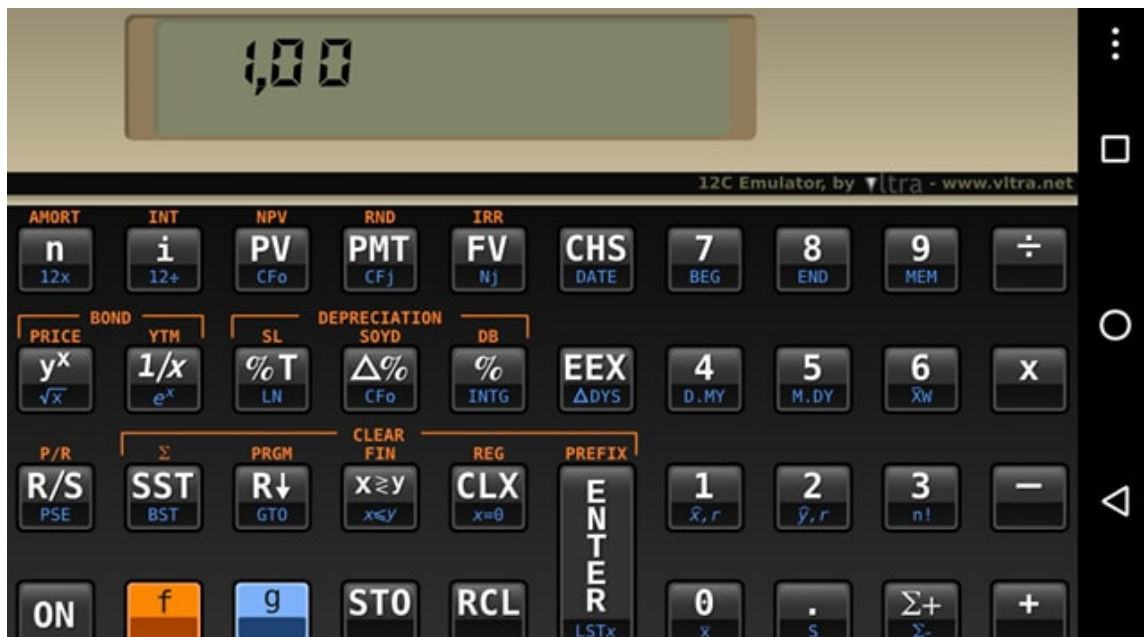 1,00
12C Emulator, by vltra - www.vltra.net
AMORT INT NPV RND IRR
n i PV PMT FV CHS 7 8 9 ÷
12x 12÷ CFo CFj Nj DATE BEG END MEM
BOND DEPRECIATION
PRICE YTM SL SOYD DB
yˣ 1/x %T Δ% % EEX 4 5 6 x
√x eˣ LN CFo INTG ΔDYS D.MY M.DY x̂W
CLEAR
P/R Σ PRGM FIN REG PREFIX
R/S SST R↓ x≷y CLX ENTER 1 2 3 −
PSE BST GTO x≤y x=0 x̂,r ŷ,r n!
ON f g STO RCL 0 . Σ+ +
LSTx x̄ S Σ-